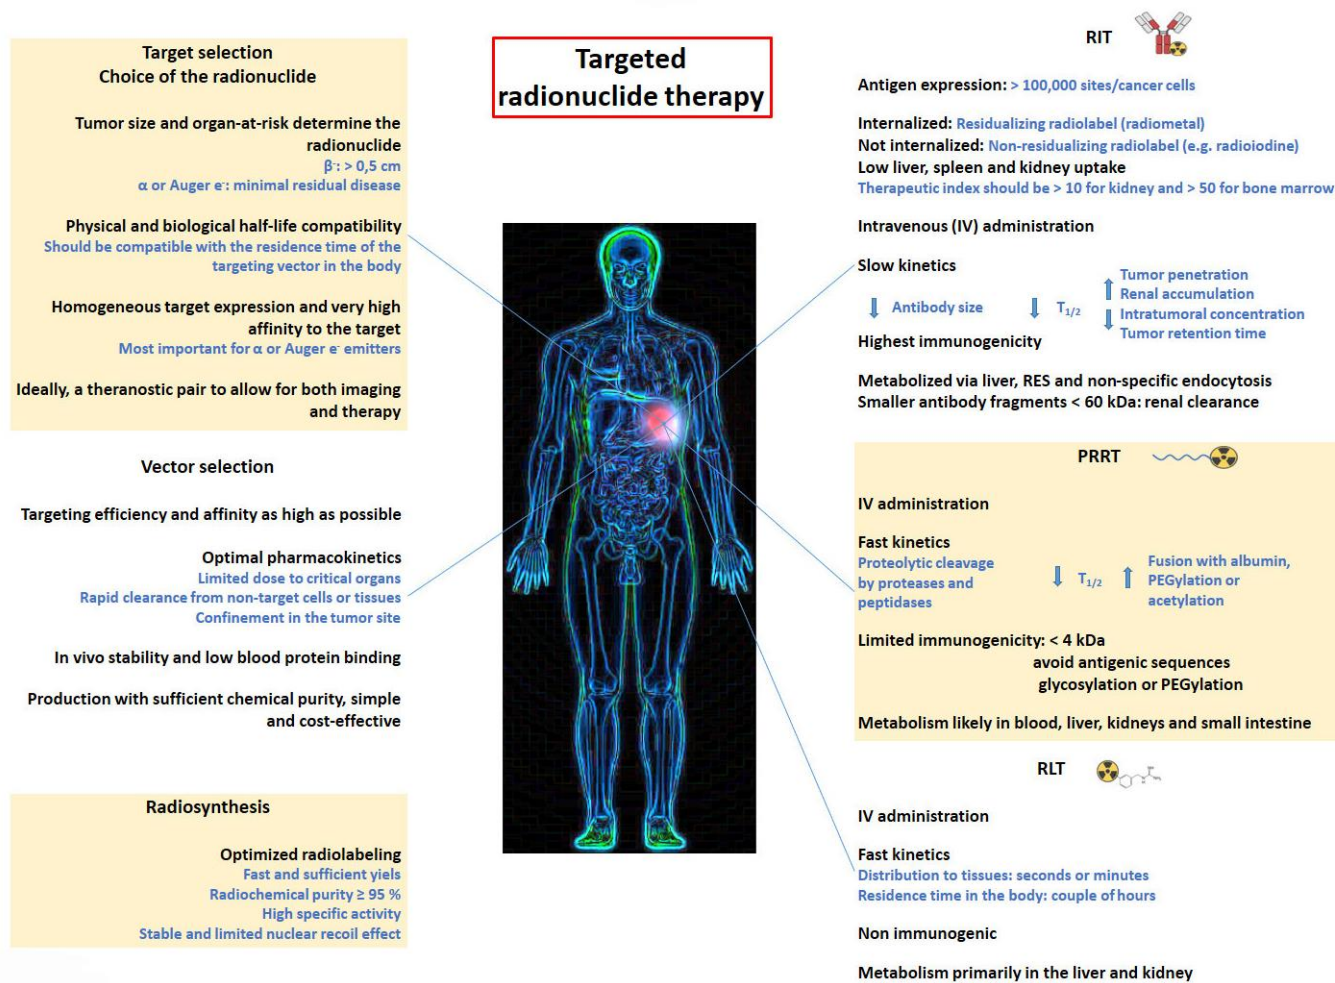 Targeted
radionuclide therapy
Target selection
Choice of the radionuclide
Tumor size and organ-at-risk determine the
radionuclide
β⁻: > 0,5 cm
α or Auger e⁻: minimal residual disease
Physical and biological half-life compatibility
Should be compatible with the residence time of the
targeting vector in the body
Homogeneous target expression and very high
affinity to the target
Most important for α or Auger e⁻ emitters
Ideally, a theranostic pair to allow for both imaging
and therapy
Vector selection
Targeting efficiency and affinity as high as possible
Optimal pharmacokinetics
Limited dose to critical organs
Rapid clearance from non-target cells or tissues
Confinement in the tumor site
In vivo stability and low blood protein binding
Production with sufficient chemical purity, simple
and cost-effective
Radiosynthesis
Optimized radiolabeling
Fast and sufficient yiels
Radiochemical purity ≥ 95 %
High specific activity
Stable and limited nuclear recoil effect
RIT
Antigen expression: > 100,000 sites/cancer cells
Internalized: Residualizing radiolabel (radiometal)
Not internalized: Non-residualizing radiolabel (e.g. radioiodine)
Low liver, spleen and kidney uptake
Therapeutic index should be > 10 for kidney and > 50 for bone marrow
Intravenous (IV) administration
Slow kinetics
↓ Antibody size ↓ T₁/₂
↑ Tumor penetration
Renal accumulation
↓ Intratumoral concentration
Tumor retention time
Highest immunogenicity
Metabolized via liver, RES and non-specific endocytosis
Smaller antibody fragments < 60 kDa: renal clearance
PRRT
IV administration
Fast kinetics
Proteolytic cleavage
by proteases and
peptidases
↓ T₁/₂ ↑
Fusion with albumin,
PEGylation or
acetylation
Limited immunogenicity: < 4 kDa
avoid antigenic sequences
glycosylation or PEGylation
Metabolism likely in blood, liver, kidneys and small intestine
RLT
IV administration
Fast kinetics
Distribution to tissues: seconds or minutes
Residence time in the body: couple of hours
Non immunogenic
Metabolism primarily in the liver and kidney